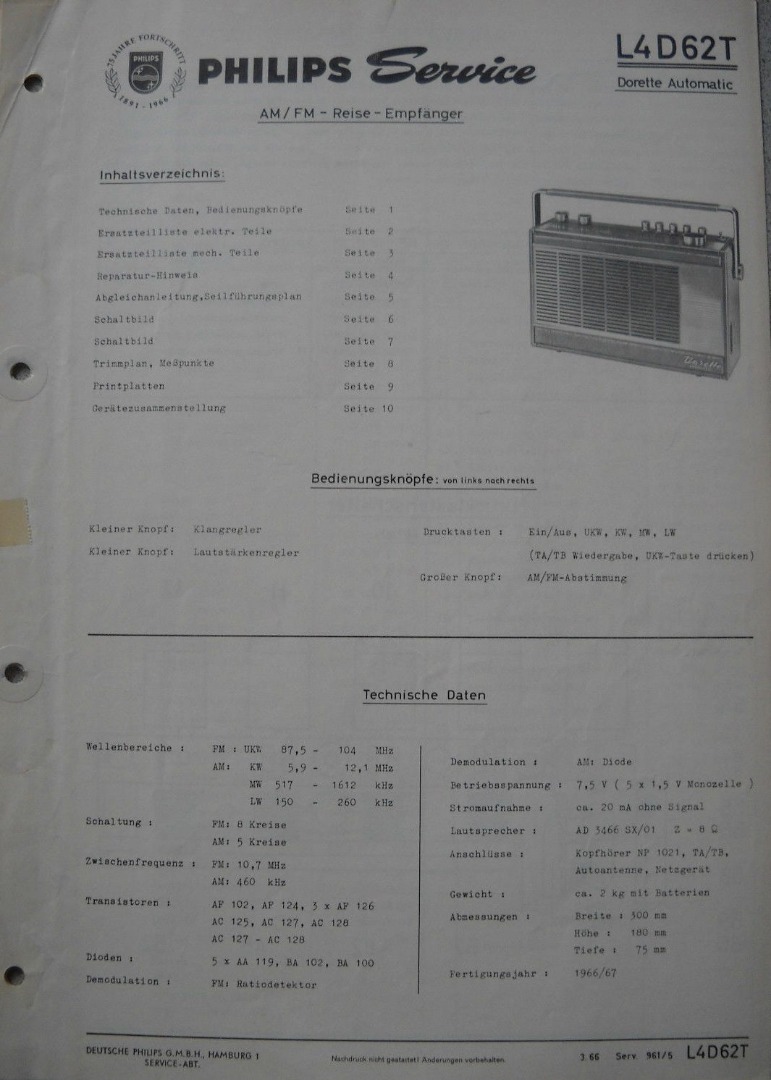 75 JAHRE FORTSCHRITT
PHILIPS
1891 - 1966
PHILIPS Service
L4D62T
Dorette Automatic
AM/FM - Reise - Empfänger
Inhaltsverzeichnis:
Technische Daten, Bedienungsknöpfe Seite 1
Ersatzteilliste elektr. Teile Seite 2
Ersatzteilliste mech. Teile Seite 3
Reparatur-Hinweis Seite 4
Abgleichanleitung,Seilführungsplan Seite 5
Schaltbild Seite 6
Schaltbild Seite 7
Trimmplan, Meßpunkte Seite 8
Printplatten Seite 9
Gerätezusammenstellung Seite 10
Dorette
Bedienungsknöpfe: von links nach rechts
Kleiner Knopf: Klangregler
Kleiner Knopf: Lautstärkenregler
Drucktasten : Ein/Aus, UKW, KW, MW, LW
(TA/TB Wiedergabe, UKW-Taste drücken)
Großer Knopf: AM/FM-Abstimmung
Technische Daten
Wellenbereiche : FM : UKW 87,5 - 104 MHz
AM: KW 5,9 - 12,1 MHz
MW 517 - 1612 kHz
LW 150 - 260 kHz
Schaltung : FM: 8 Kreise
AM: 5 Kreise
Zwischenfrequenz : FM: 10,7 MHz
AM: 460 kHz
Transistoren : AF 102, AF 124, 3 x AF 126
AC 125, AC 127, AC 128
AC 127 - AC 128
Dioden : 5 x AA 119, BA 102, BA 100
Demodulation : FM: Ratiodetektor
Demodulation : AM: Diode
Betriebsspannung : 7,5 V ( 5 x 1,5 V Monozelle )
Stromaufnahme : ca. 20 mA ohne Signal
Lautsprecher : AD 3466 SX/01 Z = 8 Ω
Anschlüsse : Kopfhörer NP 1021, TA/TB,
Autoantenne, Netzgerät
Gewicht : ca. 2 kg mit Batterien
Abmessungen : Breite : 300 mm
Höhe : 180 mm
Tiefe : 75 mm
Fertigungsjahr : 1966/67
DEUTSCHE PHILIPS G.M.B.H., HAMBURG 1
SERVICE-ABT.
Nachdruck nicht gestattet! Änderungen vorbehalten.
3 66 Serv. 961/5 L4D62T